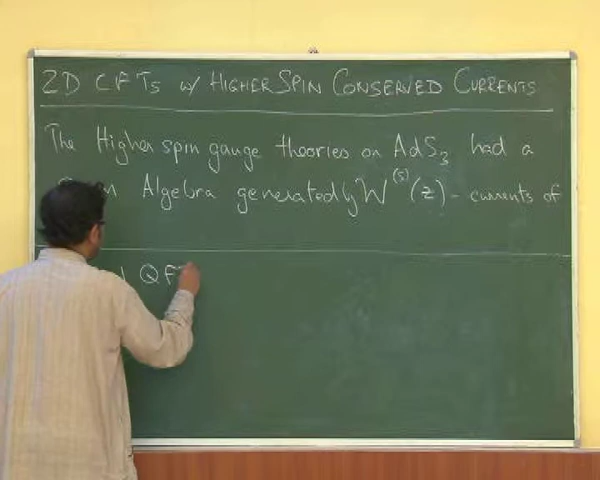 2D CFTs w/ HIGHER SPIN CONSERVED CURRENTS
The Higher spin gauge theories on AdS₃ had a
Algebra generated by W⁽ˢ⁾(z) - currents of
QFT